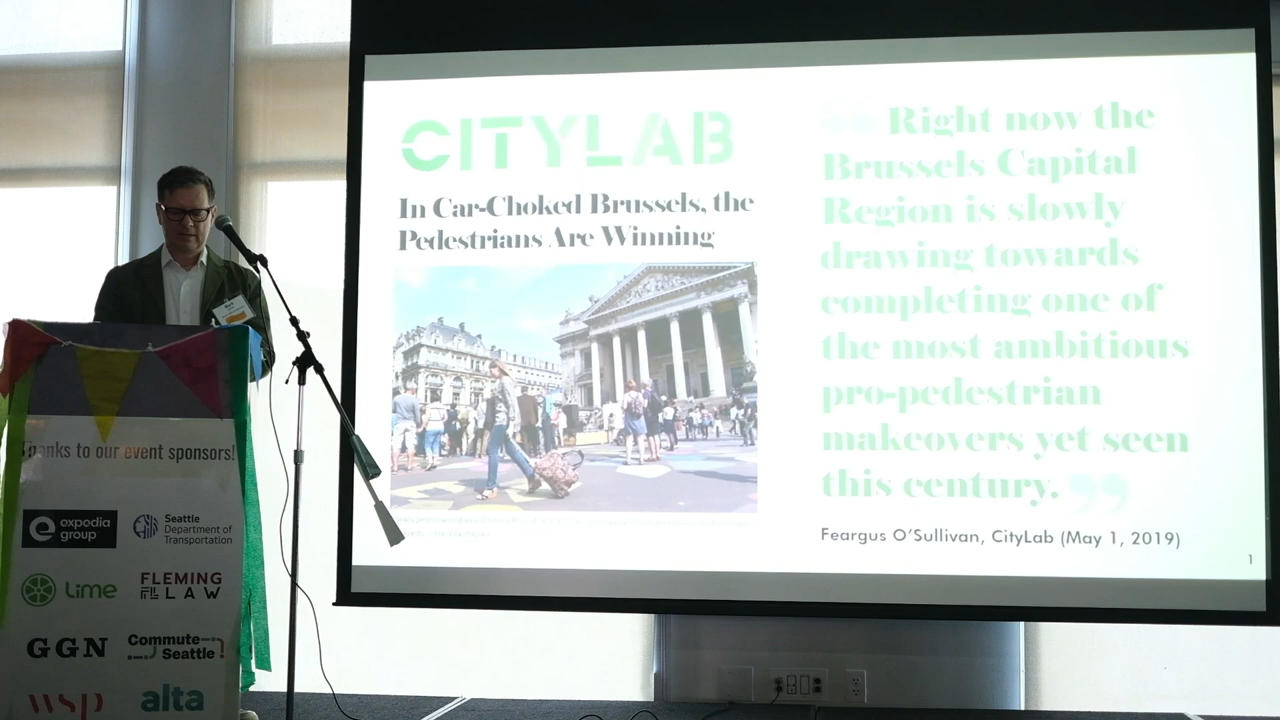 CITYLAB
In Car-Choked Brussels, the
Pedestrians Are Winning
“ Right now the
Brussels Capital
Region is slowly
drawing towards
completing one of
the most ambitious
pro-pedestrian
makeovers yet seen
this century. ”
Feargus O'Sullivan, CityLab (May 1, 2019)
1
Thanks to our event sponsors!
expedia group
Seattle
Department of
Transportation
Lime
FLEMING
LAW
GGN
Commute
Seattle
wsp
alta